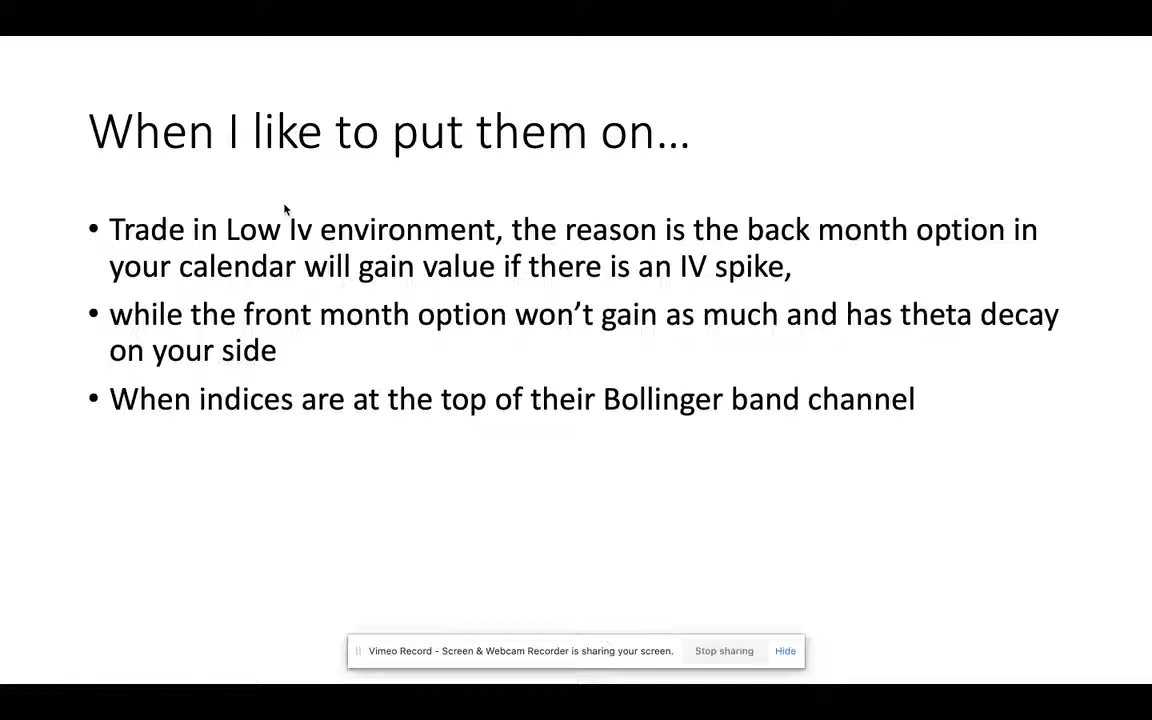 When I like to put them on...
• Trade in Low Iv environment, the reason is the back month option in
your calendar will gain value if there is an IV spike,
• while the front month option won’t gain as much and has theta decay
on your side
• When indices are at the top of their Bollinger band channel
Vimeo Record - Screen & Webcam Recorder is sharing your screen. Stop sharing Hide